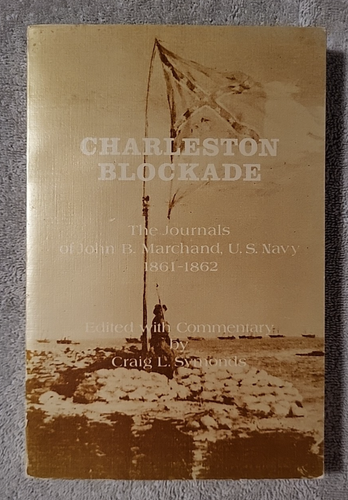 CHARLESTON
BLOCKADE
The Journals
of John B. Marchand, U.S. Navy
1861-1862
Edited with Commentary
by
Craig L. Symonds